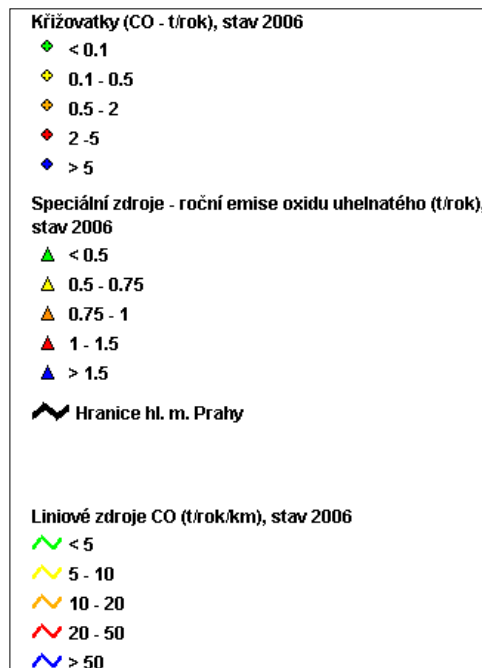 Křižovatky (CO - t/rok), stav 2006
< 0.1
0.1 - 0.5
0.5 - 2
2 -5
> 5
Speciální zdroje - roční emise oxidu uhelnatého (t/rok),
stav 2006
< 0.5
0.5 - 0.75
0.75 - 1
1 - 1.5
> 1.5
Hranice hl. m. Prahy
Liniové zdroje CO (t/rok/km), stav 2006
< 5
5 - 10
10 - 20
20 - 50
> 50